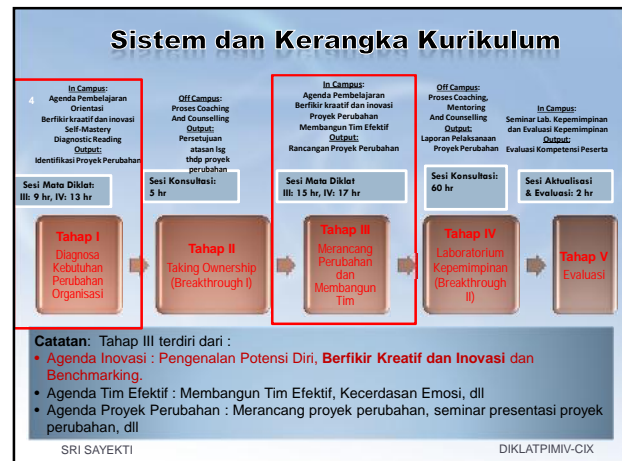 Sistem dan Kerangka Kurikulum
4
In Campus:
Agenda Pembelajaran
Orientasi
Berfikir kraatif dan inovasi
Self-Mastery
Diagnostic Reading
Output:
Identifikasi Proyek Perubahan
Off Campus:
Proses Coaching
And Counselling
Output:
Persetujuan
atasan lsg
thdp proyek
perubahan
In Campus:
Agenda Pembelajaran
Berfikir kraatif dan inovasi
Proyek Perubahan
Membangun Tim Efektif
Output:
Rancangan Proyek Perubahan
Off Campus:
Proses Coaching,
Mentoring
And Counselling
Output:
Laporan Pelaksanaan
Proyek Perubahan
In Campus:
Seminar Lab. Kepemimpinan
dan Evaluasi Kepemimpinan
Output:
Evaluasi Kompetensi Peserta
Sesi Mata Diklat:
III: 9 hr, IV: 13 hr
Sesi Konsultasi:
5 hr
Sesi Mata Diklat
III: 15 hr, IV: 17 hr
Sesi Konsultasi:
60 hr
Sesi Aktualisasi
& Evaluasi: 2 hr
Tahap I
Diagnosa
Kebutuhan
Perubahan
Organisasi
Tahap II
Taking Ownership
(Breakthrough I)
Tahap III
Merancang
Perubahan
dan
Membangun
Tim
Tahap IV
Laboratorium
Kepemimpinan
(Breakthrough
II)
Tahap V
Evaluasi
Catatan: Tahap III terdiri dari :
• Agenda Inovasi : Pengenalan Potensi Diri, Berfikir Kreatif dan Inovasi dan
Benchmarking.
• Agenda Tim Efektif : Membangun Tim Efektif, Kecerdasan Emosi, dll
• Agenda Proyek Perubahan : Merancang proyek perubahan, seminar presentasi proyek
perubahan, dll
SRI SAYEKTI
DIKLATPIMIV-CIX